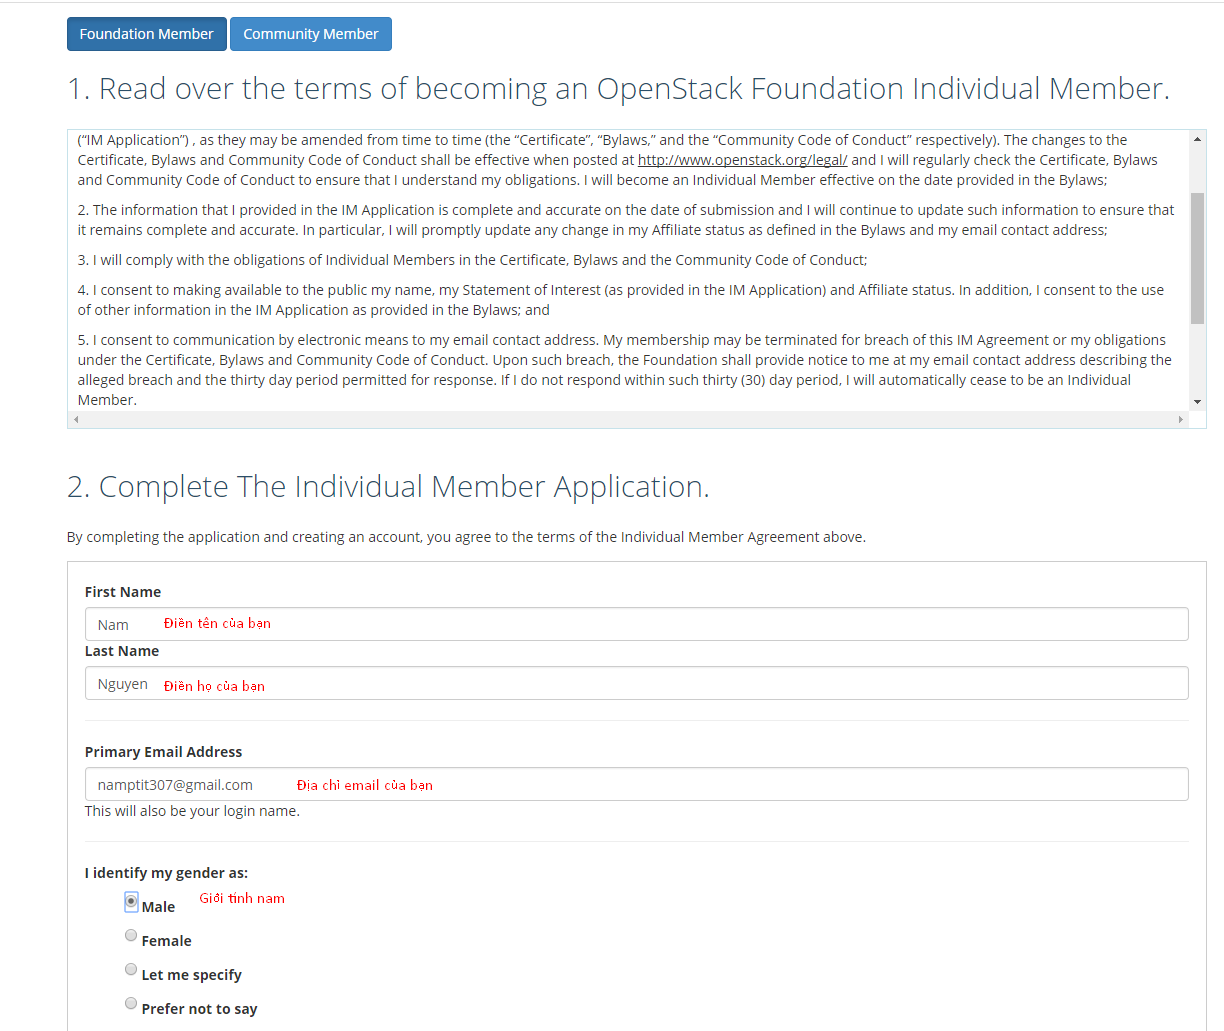 Foundation Member Community Member
1. Read over the terms of becoming an OpenStack Foundation Individual Member.
(“IM Application”) , as they may be amended from time to time (the “Certificate”, “Bylaws,” and the “Community Code of Conduct” respectively). The changes to the
Certificate, Bylaws and Community Code of Conduct shall be effective when posted at http://www.openstack.org/legal/ and I will regularly check the Certificate, Bylaws
and Community Code of Conduct to ensure that I understand my obligations. I will become an Individual Member effective on the date provided in the Bylaws;
2. The information that I provided in the IM Application is complete and accurate on the date of submission and I will continue to update such information to ensure that
it remains complete and accurate. In particular, I will promptly update any change in my Affiliate status as defined in the Bylaws and my email contact address;
3. I will comply with the obligations of Individual Members in the Certificate, Bylaws and the Community Code of Conduct;
4. I consent to making available to the public my name, my Statement of Interest (as provided in the IM Application) and Affiliate status. In addition, I consent to the use
of other information in the IM Application as provided in the Bylaws; and
5. I consent to communication by electronic means to my email contact address. My membership may be terminated for breach of this IM Agreement or my obligations
under the Certificate, Bylaws and Community Code of Conduct. Upon such breach, the Foundation shall provide notice to me at my email contact address describing the
alleged breach and the thirty day period permitted for response. If I do not respond within such thirty (30) day period, I will automatically cease to be an Individual
Member.
2. Complete The Individual Member Application.
By completing the application and creating an account, you agree to the terms of the Individual Member Agreement above.
First Name
Nam Điền tên của bạn
Last Name
Nguyen Điền họ của bạn
Primary Email Address
namptit307@gmail.com Địa chỉ email của bạn
This will also be your login name.
I identify my gender as:
Male Giới tính nam
Female
Let me specify
Prefer not to say